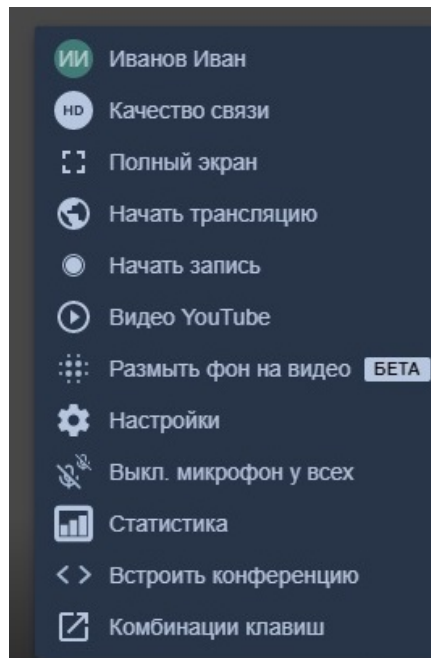 ИИ Иванов Иван
HD Качество связи
Полный экран
Начать трансляцию
Начать запись
Видео YouTube
Размыть фон на видео БЕТА
Настройки
Выкл. микрофон у всех
Статистика
Встроить конференцию
Комбинации клавиш